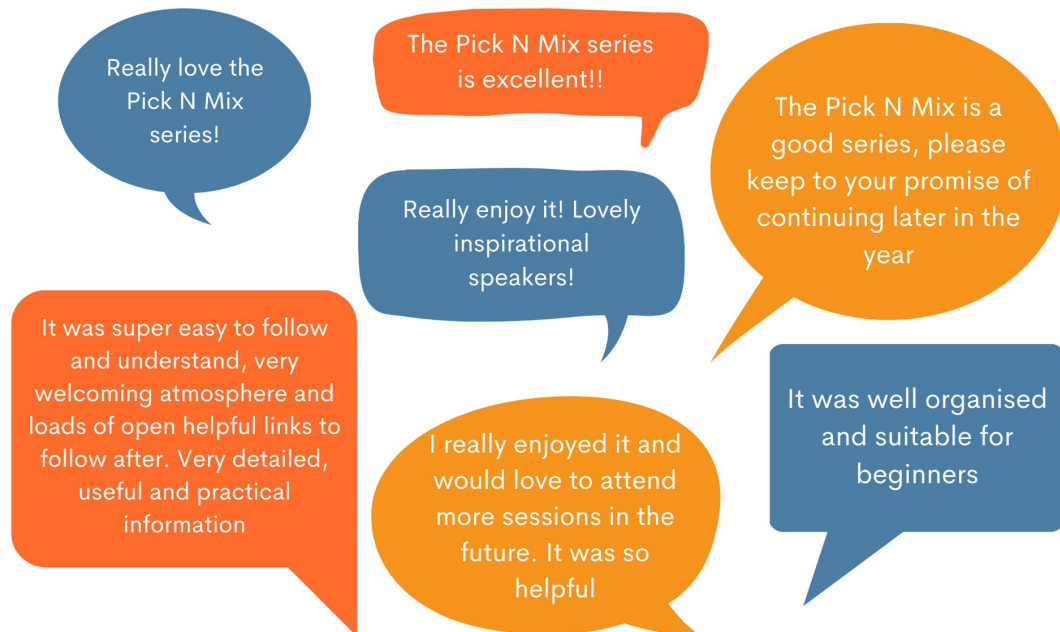 Really love the
Pick N Mix
series!
The Pick N Mix series
is excellent!!
The Pick N Mix is a
good series, please
keep to your promise of
continuing later in the
year
Really enjoy it! Lovely
inspirational
speakers!
It was super easy to follow
and understand, very
welcoming atmosphere and
loads of open helpful links to
follow after. Very detailed,
useful and practical
information
I really enjoyed it and
would love to attend
more sessions in the
future. It was so
helpful
It was well organised
and suitable for
beginners